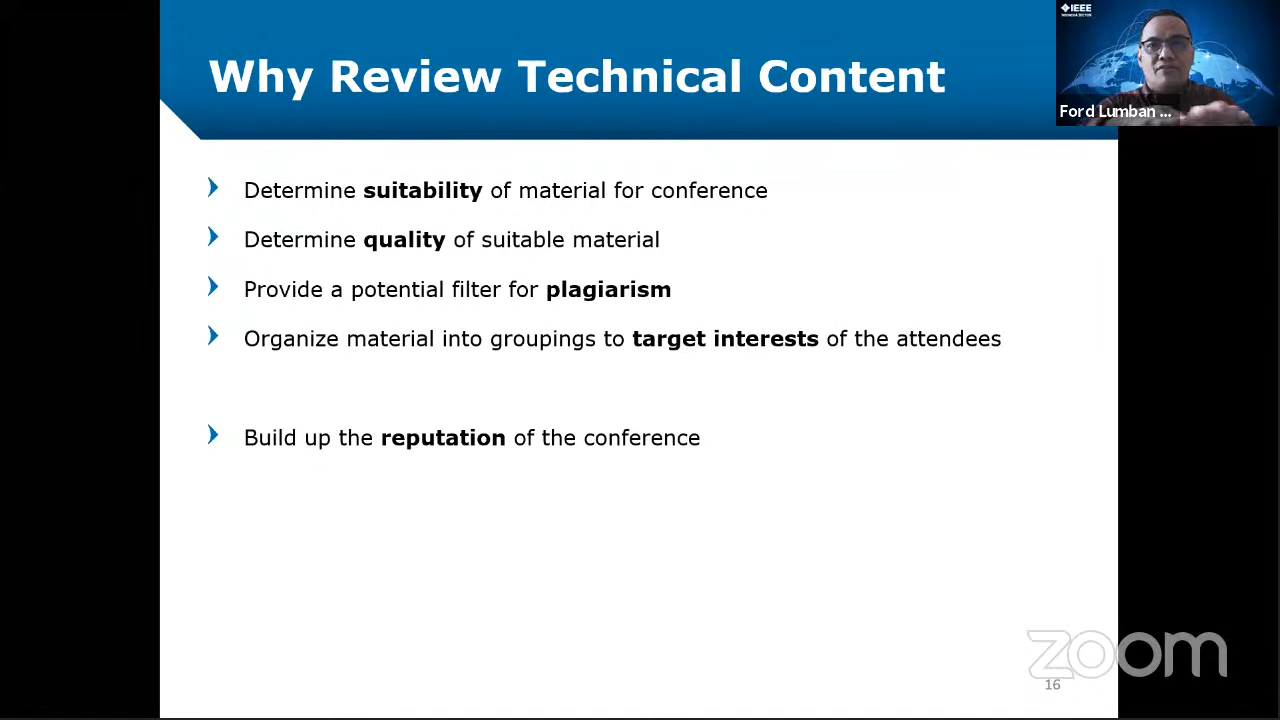 Why Review Technical Content
IEEE
INDONESIA SECTION
Ford Lumban ...
Determine suitability of material for conference
Determine quality of suitable material
Provide a potential filter for plagiarism
Organize material into groupings to target interests of the attendees
Build up the reputation of the conference
zoom
16